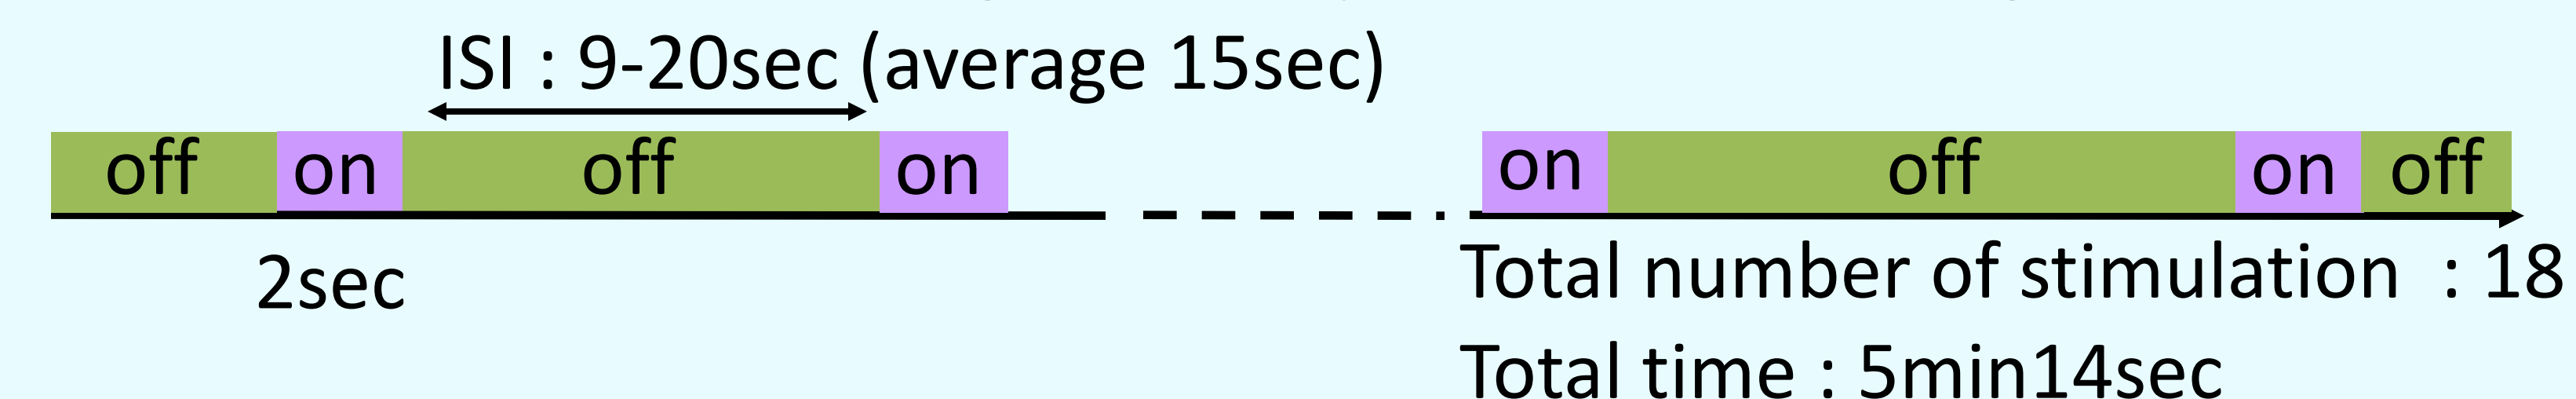 ISI : 9-20sec (average 15sec)
off on off on on off on off
2sec
Total number of stimulation : 18
Total time : 5min14sec